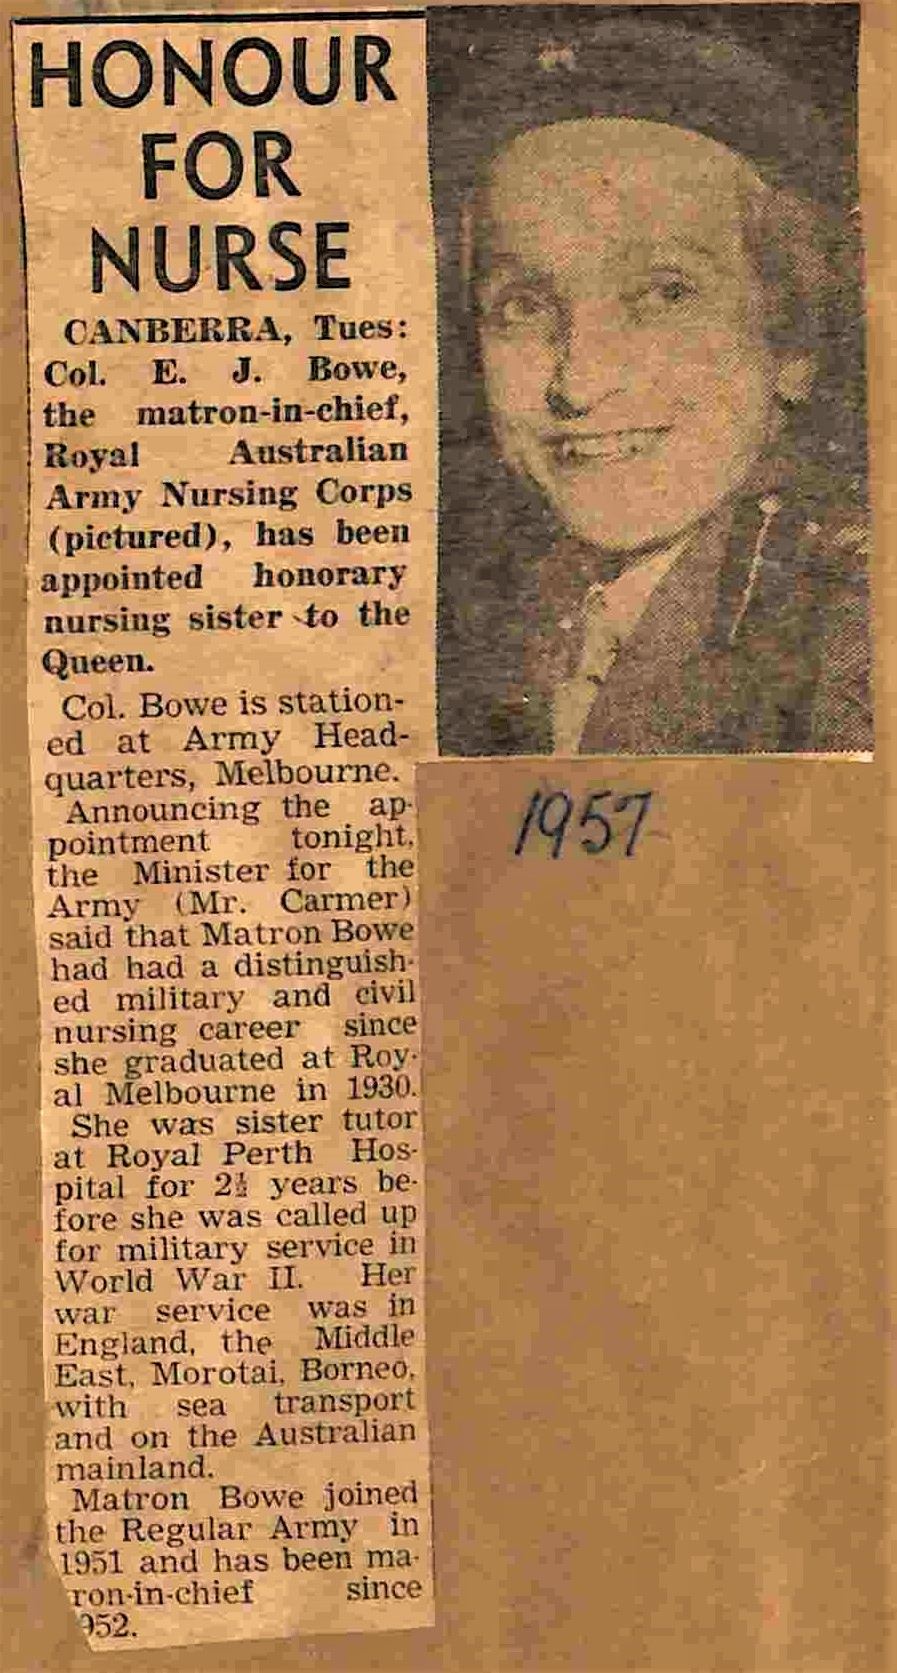 HONOUR
FOR
NURSE
CANBERRA, Tues:
Col. E. J. Bowe,
the matron-in-chief,
Royal Australian
Army Nursing Corps
(pictured), has been
appointed honorary
nursing sister to the
Queen.
Col. Bowe is station-
ed at Army Head-
quarters, Melbourne.
Announcing the ap-
pointment tonight,
the Minister for the
Army (Mr. Carmer)
said that Matron Bowe
had had a distinguish-
ed military and civil
nursing career since
she graduated at Roy-
al Melbourne in 1930.
She was sister tutor
at Royal Perth Hos-
pital for 2½ years be-
fore she was called up
for military service in
World War II. Her
war service was in
England, the Middle
East, Morotai, Borneo,
with sea transport
and on the Australian
mainland.
Matron Bowe joined
the Regular Army in
1951 and has been ma-
ron-in-chief since
952.
1957